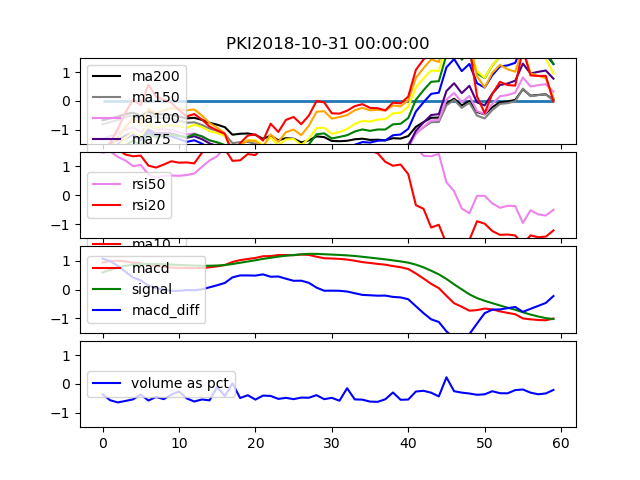 PKI2018-10-31 00:00:00
1
0
−1
ma200
ma150
ma100
ma75
1
0
−1
rsi50
rsi20
ma10
1
0
−1
macd
signal
macd_diff
1
0
−1
volume as pct
0 10 20 30 40 50 60